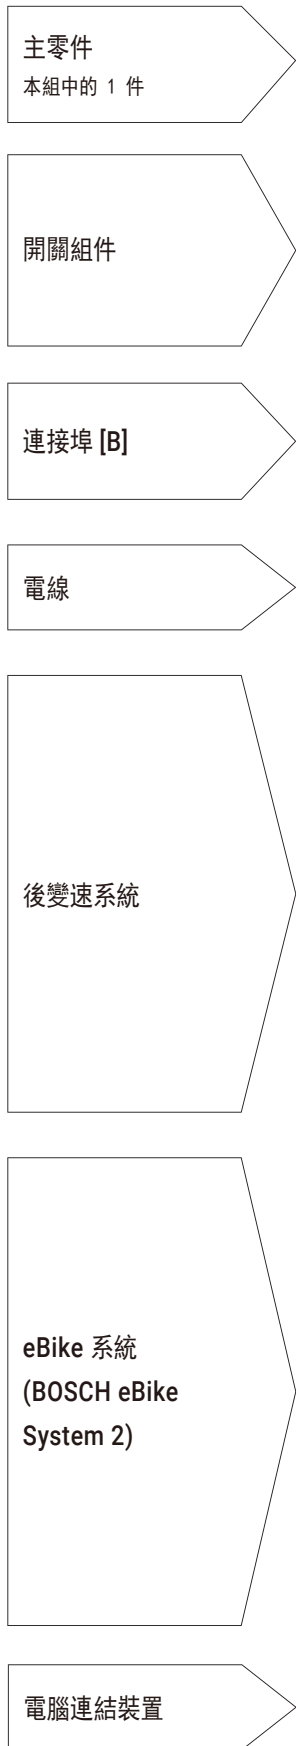 主零件
本組中的 1 件
開關組件
連接埠 [B]
電線
後變速系統
eBike 系統
(BOSCH eBike
System 2)
電腦連結裝置